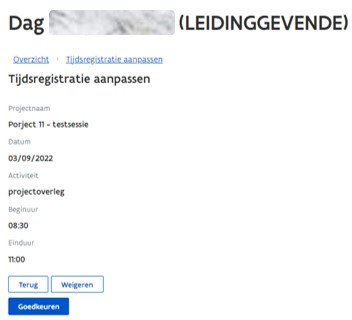 Dag (LEIDINGGEVENDE)
Overzicht › Tijdsregistratie aanpassen
Tijdsregistratie aanpassen
Projectnaam
Porject 11 - testsessie
Datum
03/09/2022
Activiteit
projectoverleg
Beginuur
08:30
Einduur
11:00
Terug Weigeren
Goedkeuren